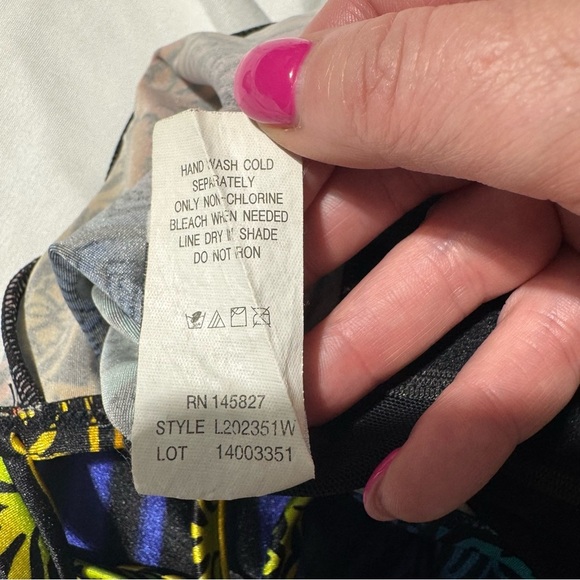 HAND WASH COLD
SEPARATELY
ONLY NON-CHLORINE
BLEACH WHEN NEEDED
LINE DRY IN SHADE
DO NOT IRON
RN 145827
STYLE L202351W
LOT 14003351